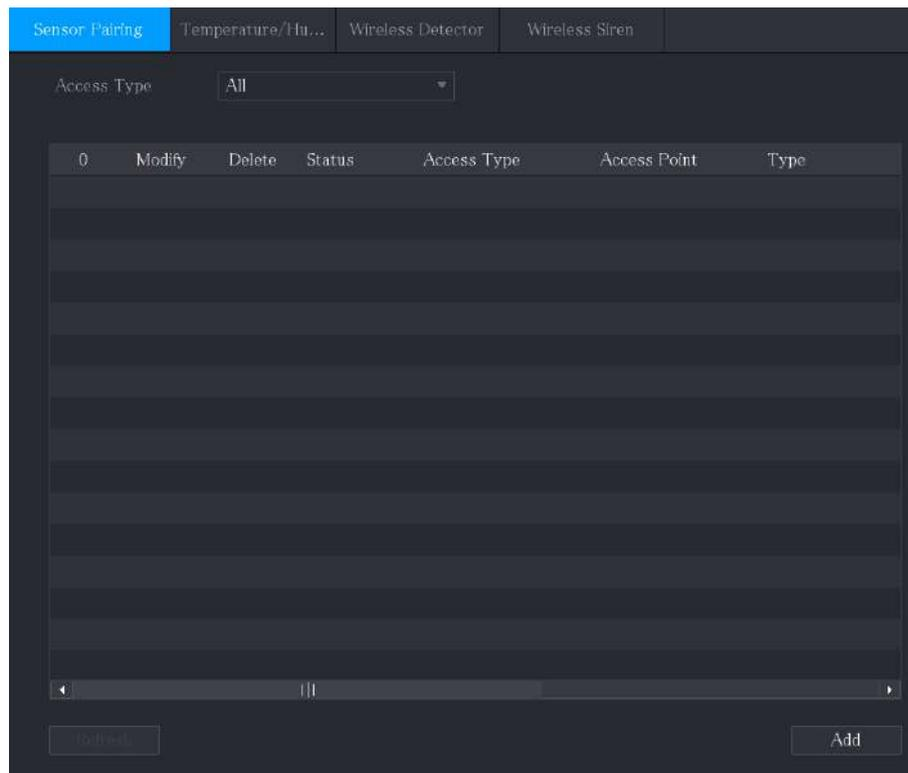 Sensor Pairing Temperature/Hu... Wireless Detector Wireless Siren
Access Type All
0 Modify Delete Status Access Type Access Point Type
Refresh Add